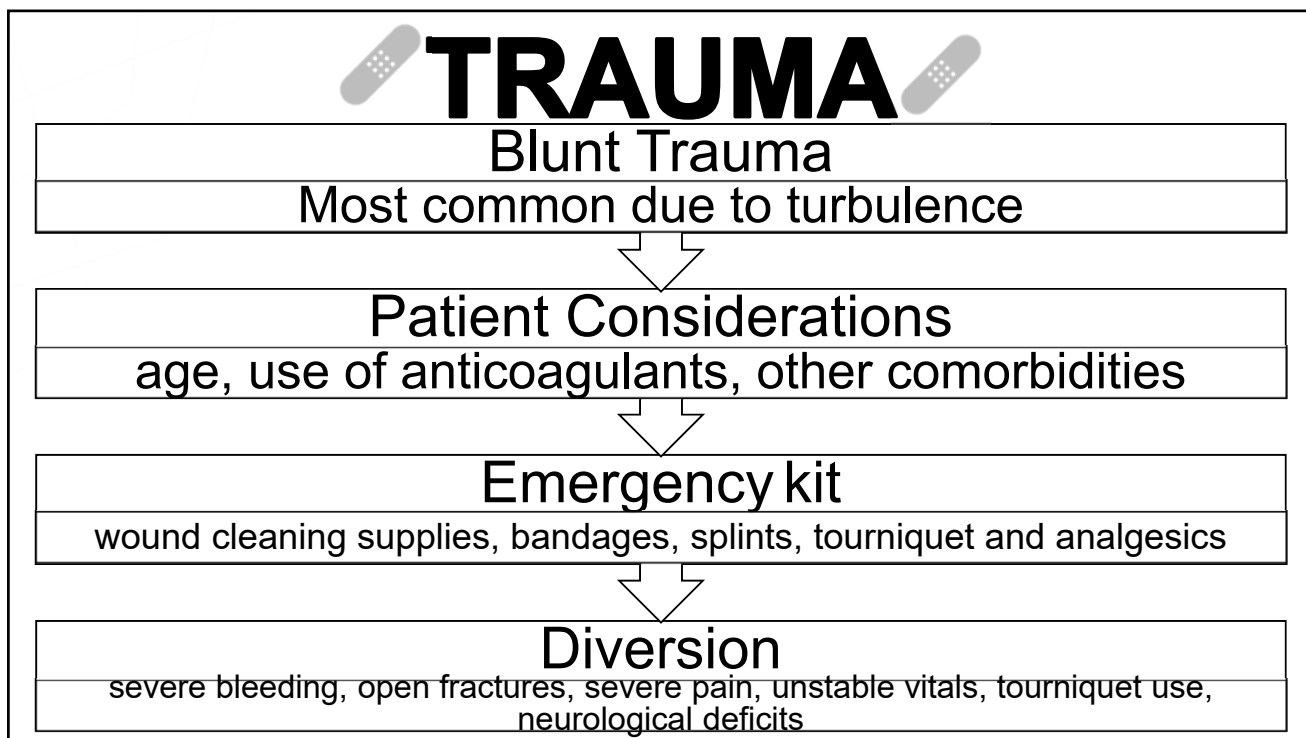 TRAUMA
Blunt Trauma
Most common due to turbulence
Patient Considerations
age, use of anticoagulants, other comorbidities
Emergency kit
wound cleaning supplies, bandages, splints, tourniquet and analgesics
Diversion
severe bleeding, open fractures, severe pain, unstable vitals, tourniquet use,
neurological deficits